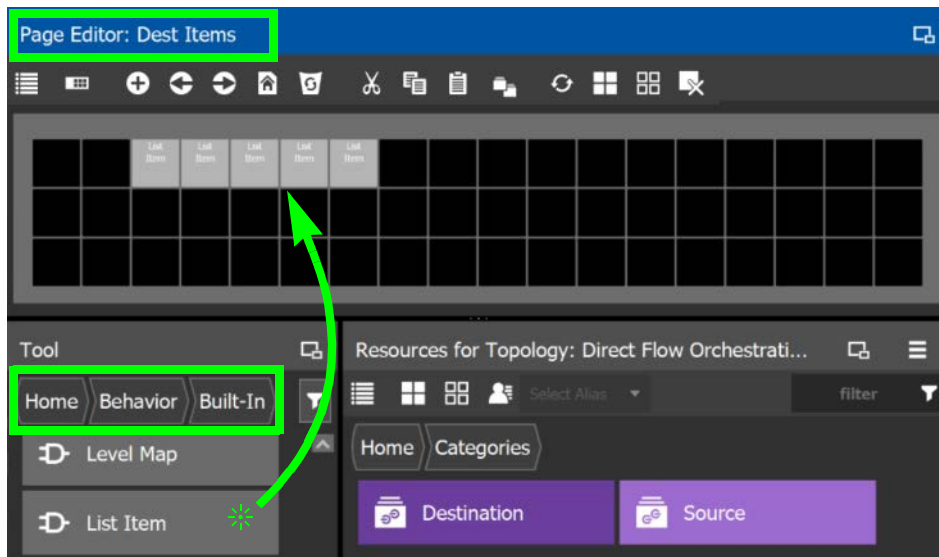 Page Editor: Dest Items
List List List List List
Item Item Item Item Item
Tool
Resources for Topology: Direct Flow Orchestrati...
Home Behavior Built-In
Select Alias
filter
Level Map
Home Categories
List Item
Destination
Source